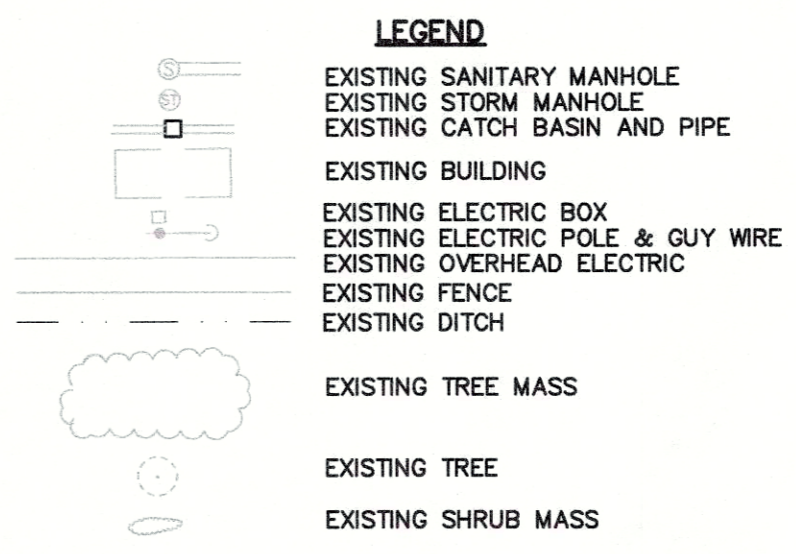 LEGEND
S EXISTING SANITARY MANHOLE
ST EXISTING STORM MANHOLE
EXISTING CATCH BASIN AND PIPE
EXISTING BUILDING
EXISTING ELECTRIC BOX
EXISTING ELECTRIC POLE & GUY WIRE
EXISTING OVERHEAD ELECTRIC
EXISTING FENCE
EXISTING DITCH
EXISTING TREE MASS
EXISTING TREE
EXISTING SHRUB MASS